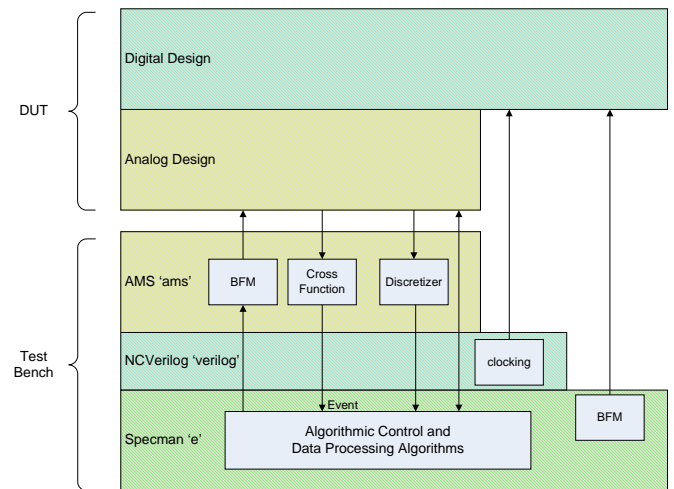 Digital Design
DUT
Analog Design
AMS ‘ams’
BFM
Cross
Function
Discretizer
Test
Bench
NCVerilog ‘verilog’
clocking
Event
Specman ‘e’
Algorithmic Control and
Data Processing Algorithms
BFM